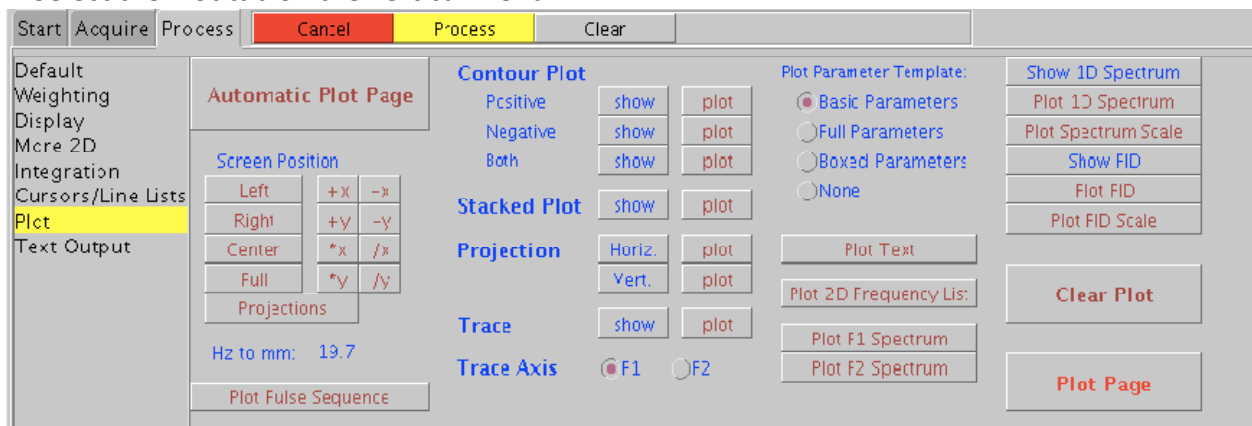 Start Acquire Process Cancel Process Clear
Default
Weighting
Display
More 2D
Integration
Cursors/Line Lists
Plot
Text Output
Automatic Plot Page
Screen Position
Left +x -x
Right +y -y
Center *x /x
Full *y /y
Projections
Hz to mm: 19.7
Plot Pulse Sequence
Contour Plot
Positive show plot
Negative show plot
Both show plot
Stacked Plot show plot
Projection Horiz. plot
Vert. plot
Trace show plot
Trace Axis F1 F2
Plot Parameter Template:
Basic Parameters
Full Parameters
Boxed Parameters
None
Plot Text
Plot 2D Frequency List
Plot F1 Spectrum
Plot F2 Spectrum
Show 1D Spectrum
Plot 1D Spectrum
Plot Spectrum Scale
Show FID
Plot FID
Plot FID Scale
Clear Plot
Plot Page